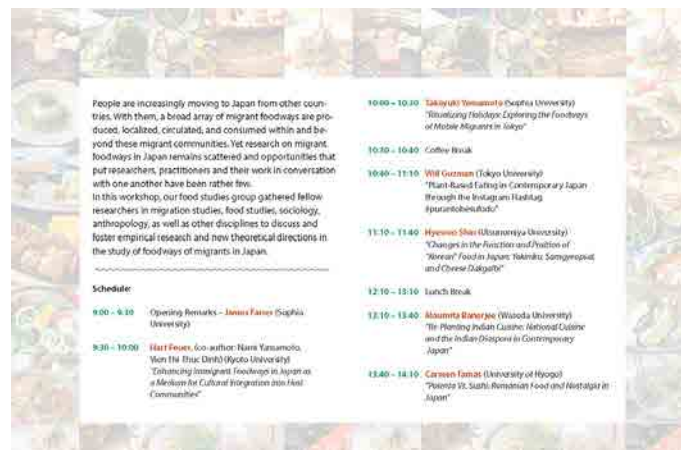 People are increasingly moving to Japan from other coun-
tries. With them, a broad array of migrant foodways are pro-
duced, localized, circulated, and consumed within and be-
yond these migrant communities. Yet research on migrant
foodways in Japan remains scattered and opportunities that
put researchers, practitioners and their work in conversation
with one another have been rather few.
In this workshop, our food studies group gathered fellow
researchers in migration studies, food studies, sociology,
anthropology, as well as other disciplines to discuss and
foster empirical research and new theoretical directions in
the study of foodways of migrants in Japan.
Schedule:
9:00 – 9:30 Opening Remarks – James Farrer (Sophia
University)
9:30 – 10:00 Hart Feuer, (co-author: Nami Yamamoto,
Yien Thi Thuc Dinh) (Kyoto University)
"Enhancing Immigrant Foodways in Japan as
a Medium for Cultural Integration into Host
Communities"
10:00 – 10:30 Takayuki Yamamoto (Sophia University)
"Ritualizing Holidays: Exploring the Foodways
of Mobile Migrants in Tokyo"
10:30 – 10:40 Coffee Break
10:40 – 11:10 Will Guzman (Tokyo University)
"Plant-Based Eating in Contemporary Japan
through the Instagram Hashtag
11:10 – 11:40 Hyewon Shin (Utsunomiya University)
"Changes in the Function and Position of
"Korean" Food in Japan: Yakiniku, Samgyeopsal,
and Cheese Dakgalbi"
12:10 – 13:10 Lunch Break
13:10 – 13:40 Moumita Banerjee (Waseda University)
"Re-Planting Indian Cuisine: National Cuisine
and the Indian Diaspora in Contemporary
Japan"
13:40 – 14:10 Carmen Tamas (University of Hyogo)
"Polenta Vs. Sushi: Romanian Food and Nostalgia in
Japan"